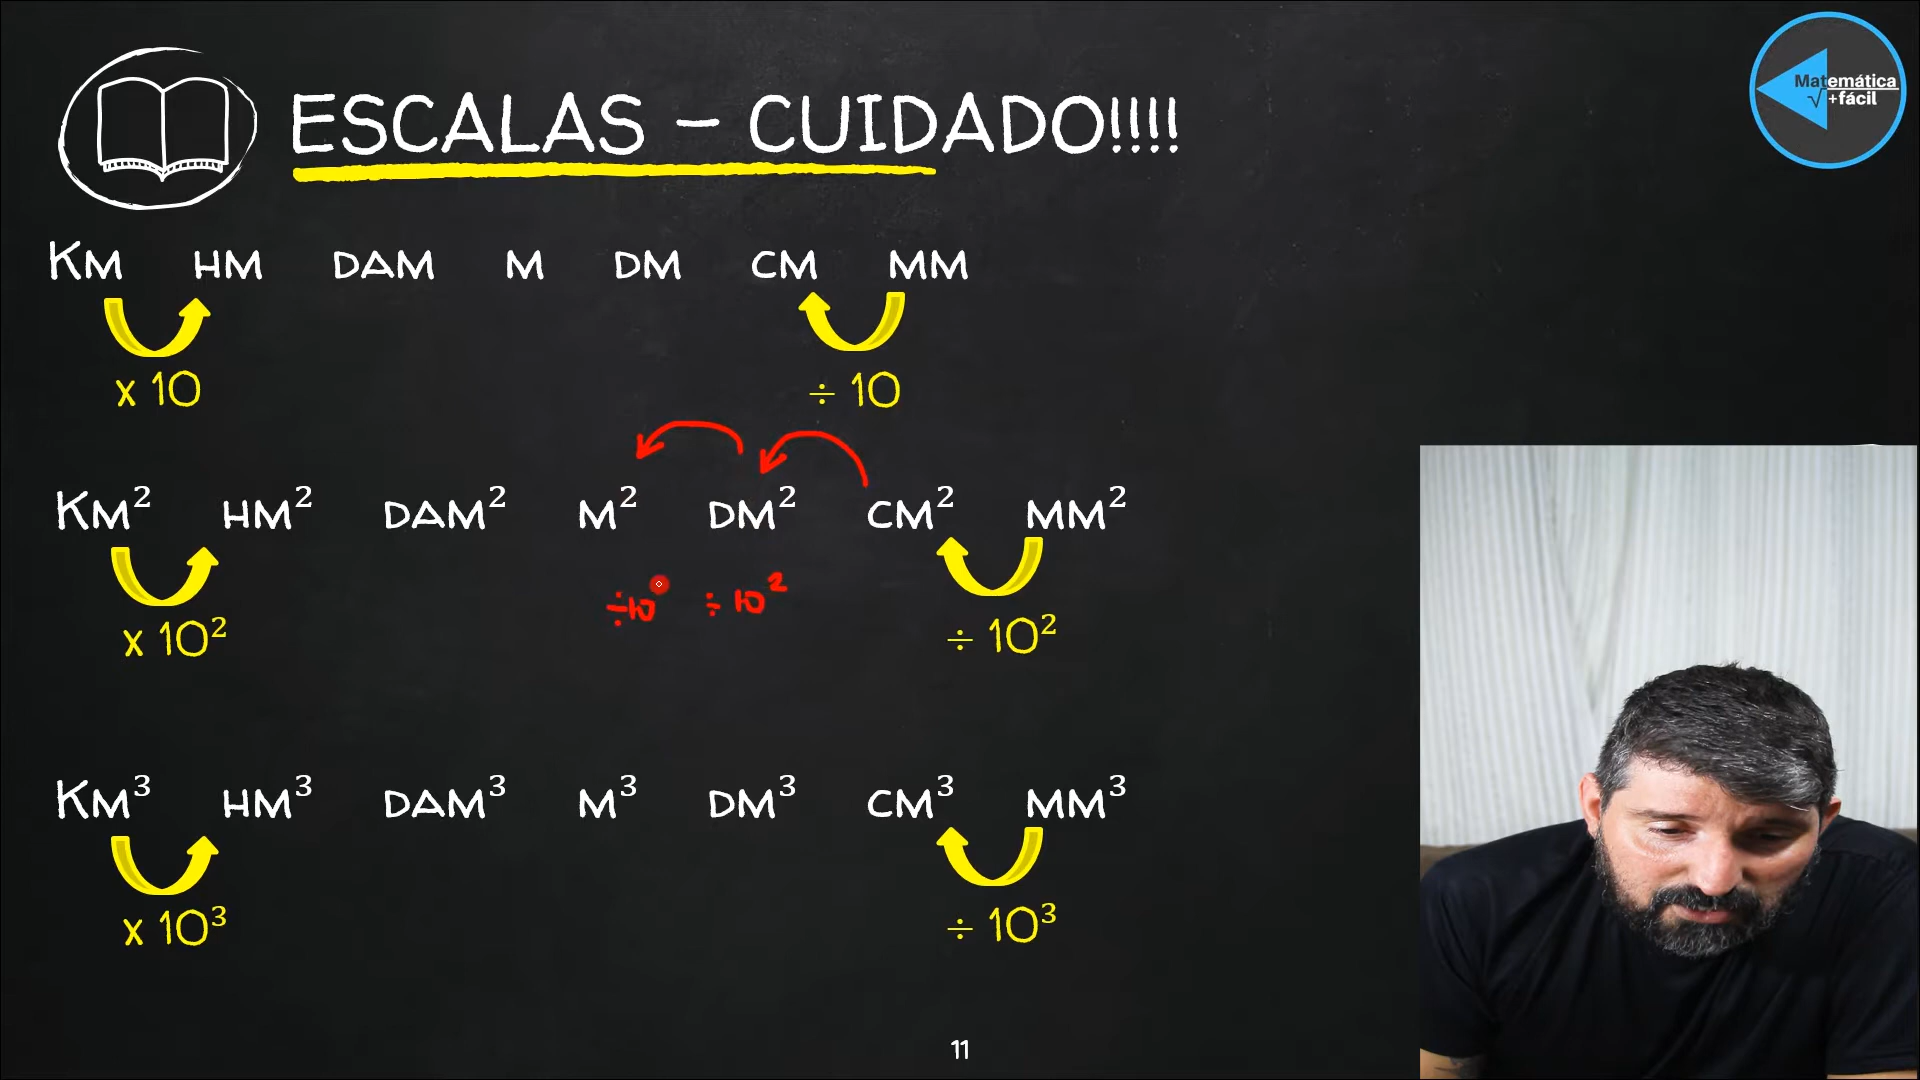 Matemática
√ +fácil
ESCALAS – CUIDADO!!!!
KM HM DAM M DM CM MM
x 10 ÷ 10
KM² HM² DAM² M² DM² CM² MM²
÷10 ÷ 10²
x 10² ÷ 10²
KM³ HM³ DAM³ M³ DM³ CM³ MM³
x 10³ ÷ 10³
11